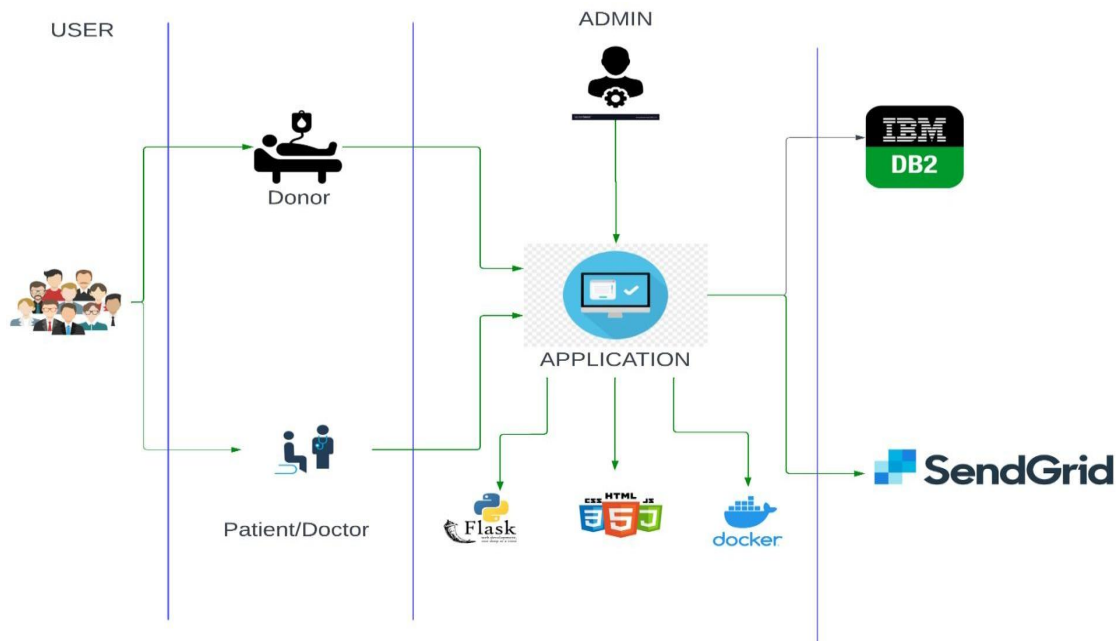 USER
ADMIN
IBM
DB2
Donor
APPLICATION
CSS HTML JS
Flask
docker
Patient/Doctor
SendGrid